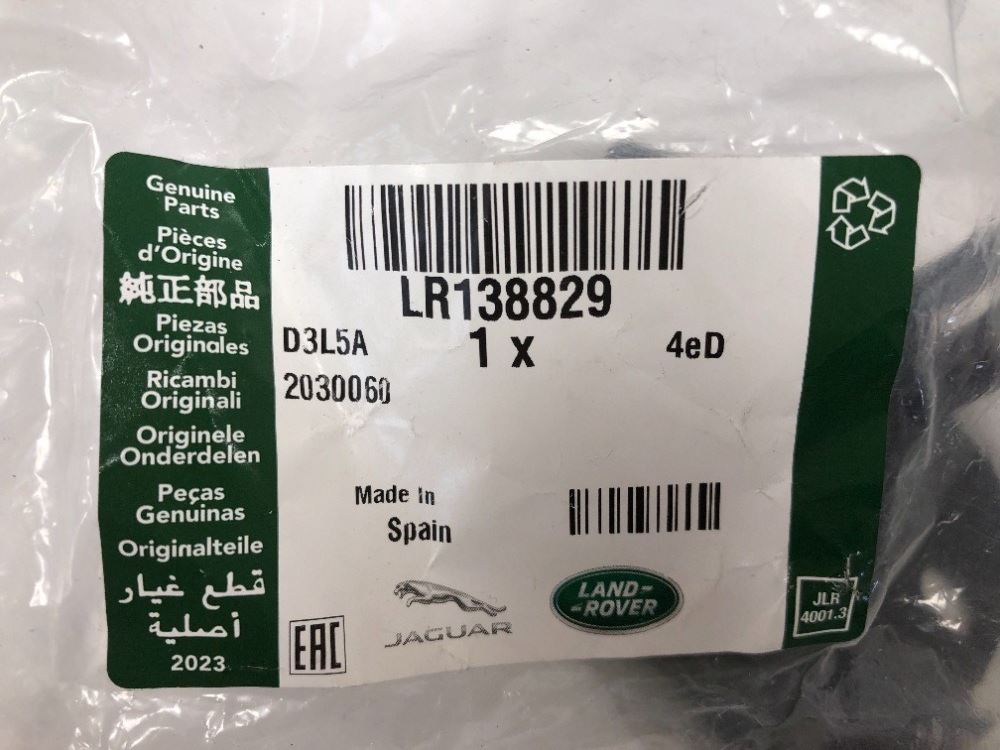 Genuine
Parts
Pièces
d'Origine
純正部品
Piezas
Originales
Ricambi
Originali
Originele
Onderdelen
Peças
Genuinas
Originalteile
قطع غيار
أصلية
2023
LR138829
D3L5A 1 x 4eD
2030060
Made In
Spain
EAC
JAGUAR
LAND-
-ROVER
JLR
4001.3